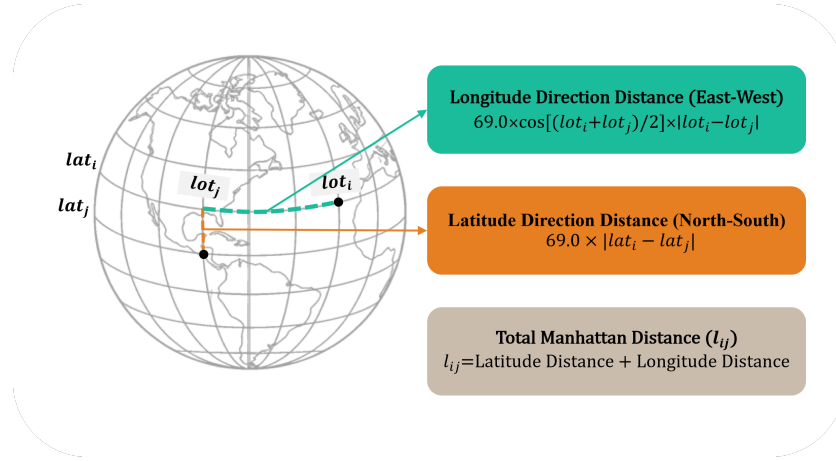 Longitude Direction Distance (East-West)
69.0×cos[(lot_i+lot_j)/2]×|lot_i−lot_j|
lat_i
lot_j
lot_i
lat_j
Latitude Direction Distance (North-South)
69.0 × |lat_i − lat_j|
Total Manhattan Distance (l_ij)
l_ij=Latitude Distance + Longitude Distance